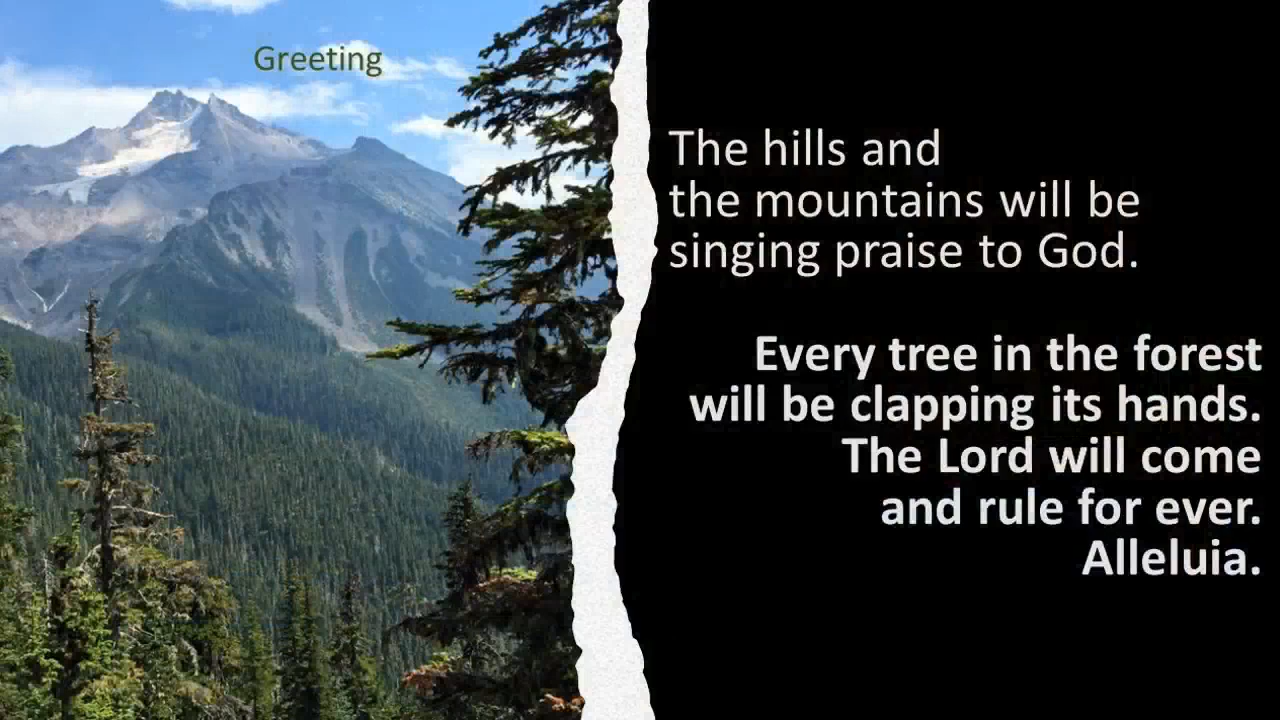 Greeting
The hills and
the mountains will be
singing praise to God.
Every tree in the forest
will be clapping its hands.
The Lord will come
and rule for ever.
Alleluia.